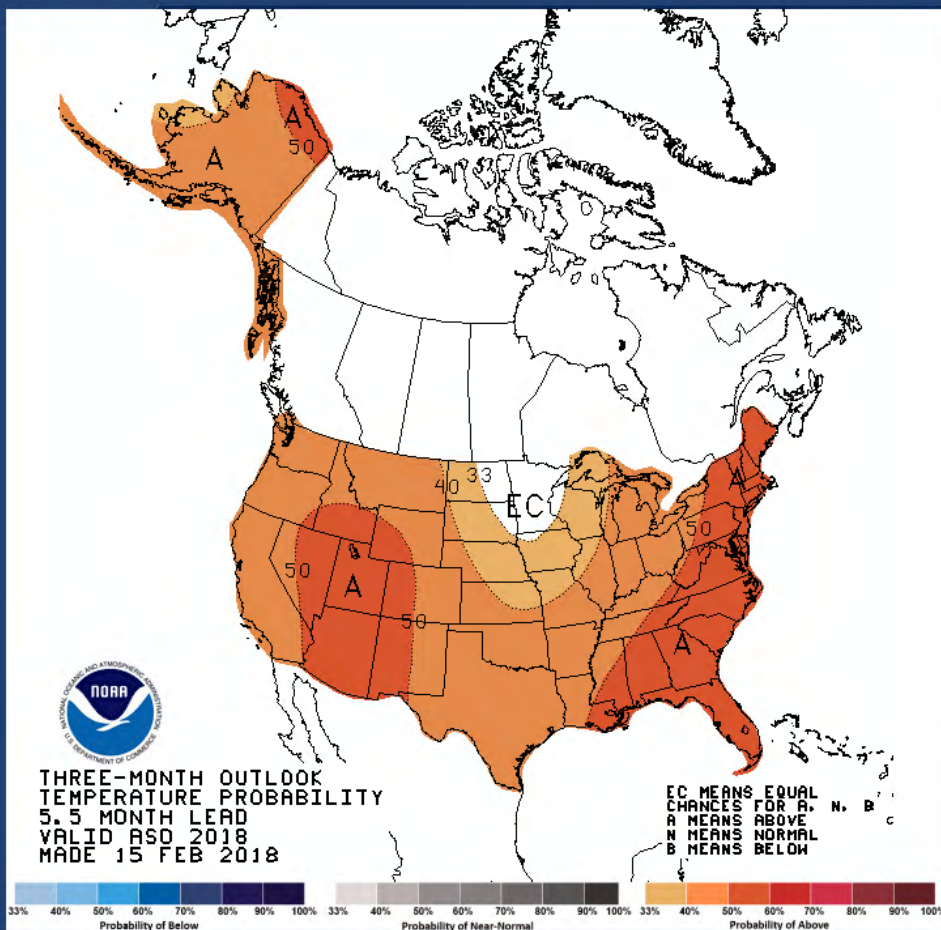 A
A
50
33
40
EC
A
50
50
A
A
50
NATIONAL OCEANIC AND ATMOSPHERIC ADMINISTRATION
NOAA
U.S. DEPARTMENT OF COMMERCE
THREE-MONTH OUTLOOK
TEMPERATURE PROBABILITY
5.5 MONTH LEAD
VALID ASO 2018
MADE 15 FEB 2018
EC MEANS EQUAL
CHANCES FOR A, N, B
A MEANS ABOVE
N MEANS NORMAL
B MEANS BELOW
33% 40% 50% 60% 70% 80% 90% 100%
Probability of Below
33% 40% 50% 60% 70% 80% 90% 100%
Probability of Near-Normal
33% 40% 50% 60% 70% 80% 90% 100%
Probability of Above